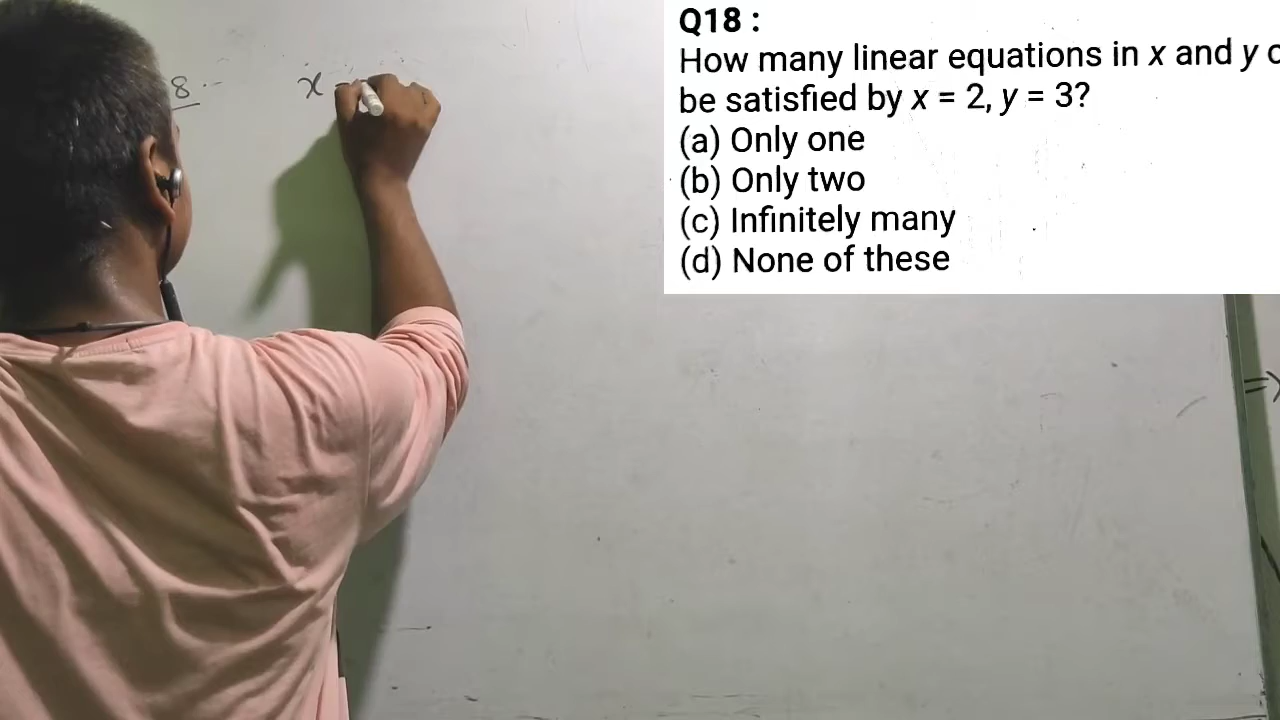 Q18 :
How many linear equations in x and y c
be satisfied by x = 2, y = 3?
(a) Only one
(b) Only two
(c) Infinitely many
(d) None of these
8.- x -
=>